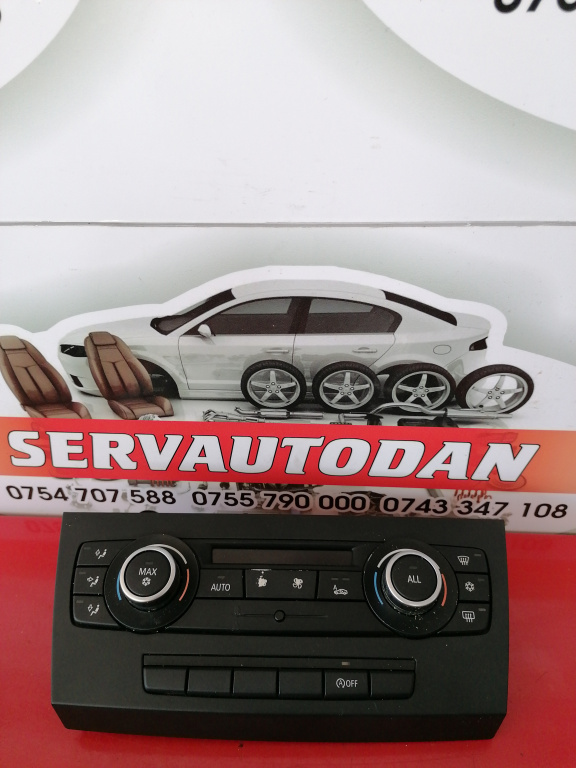 SERVAUTODAN
0754 707 588 0755 790 000 0743 347 108
MAX
AUTO
ALL
OFF